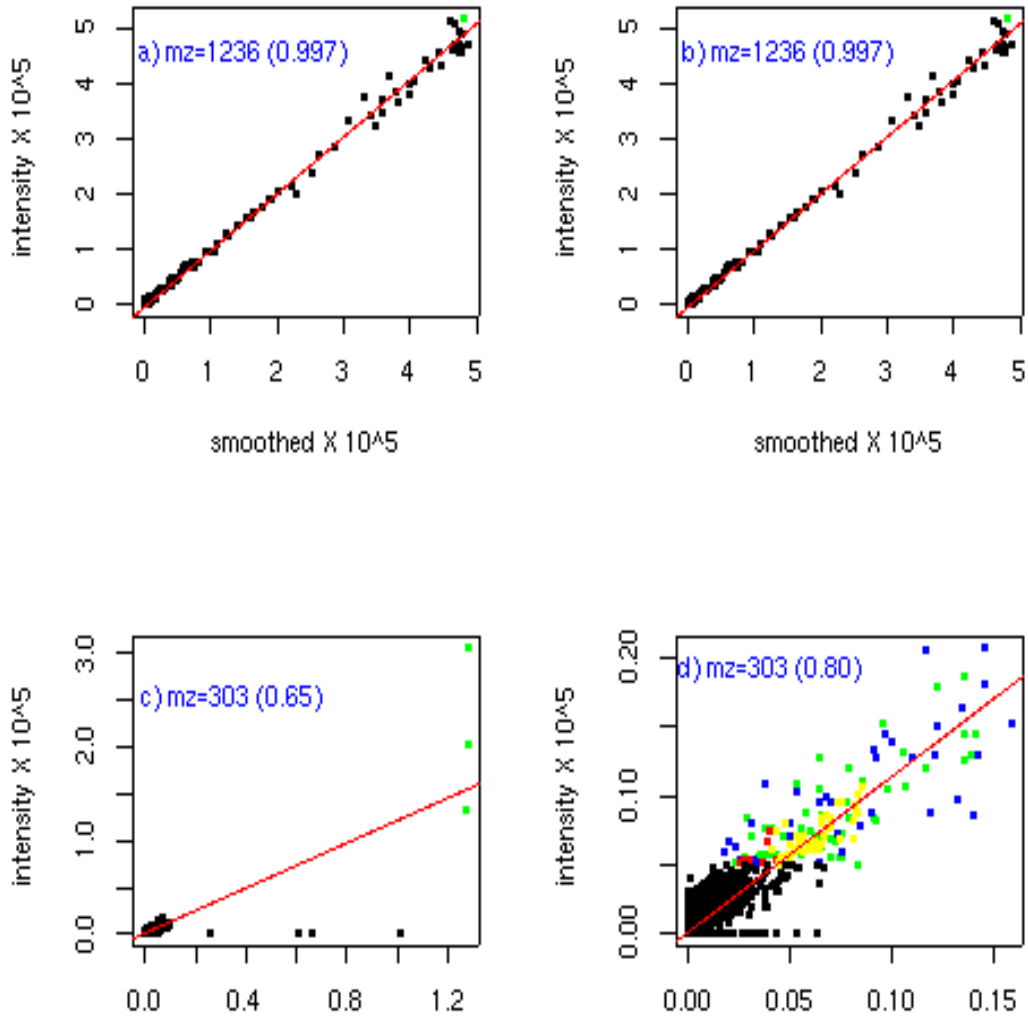 a) mz=1236 (0.997)
intensity X 10^5
0 1 2 3 4 5
0 1 2 3 4 5
smoothed X 10^5
b) mz=1236 (0.997)
intensity X 10^5
0 1 2 3 4 5
0 1 2 3 4 5
smoothed X 10^5
c) mz=303 (0.65)
intensity X 10^5
0.0 1.0 2.0 3.0
0.0 0.4 0.8 1.2
d) mz=303 (0.80)
intensity X 10^5
0.00 0.10 0.20
0.00 0.05 0.10 0.15